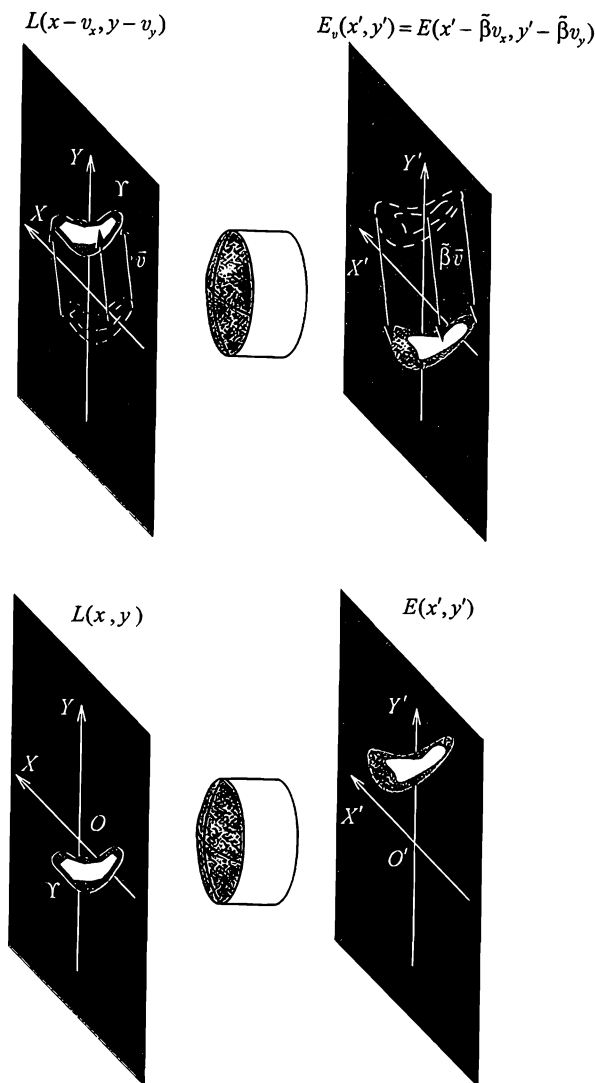 L(x − v_x, y − v_y)
E_v(x′, y′) = E(x′ − β̃v_x, y′ − β̃v_y)
Y
ϒ
X
v̄
Y′
X′
β̃ v̄
L(x, y)
E(x′, y′)
Y
X
O
ϒ
Y′
X′
O′